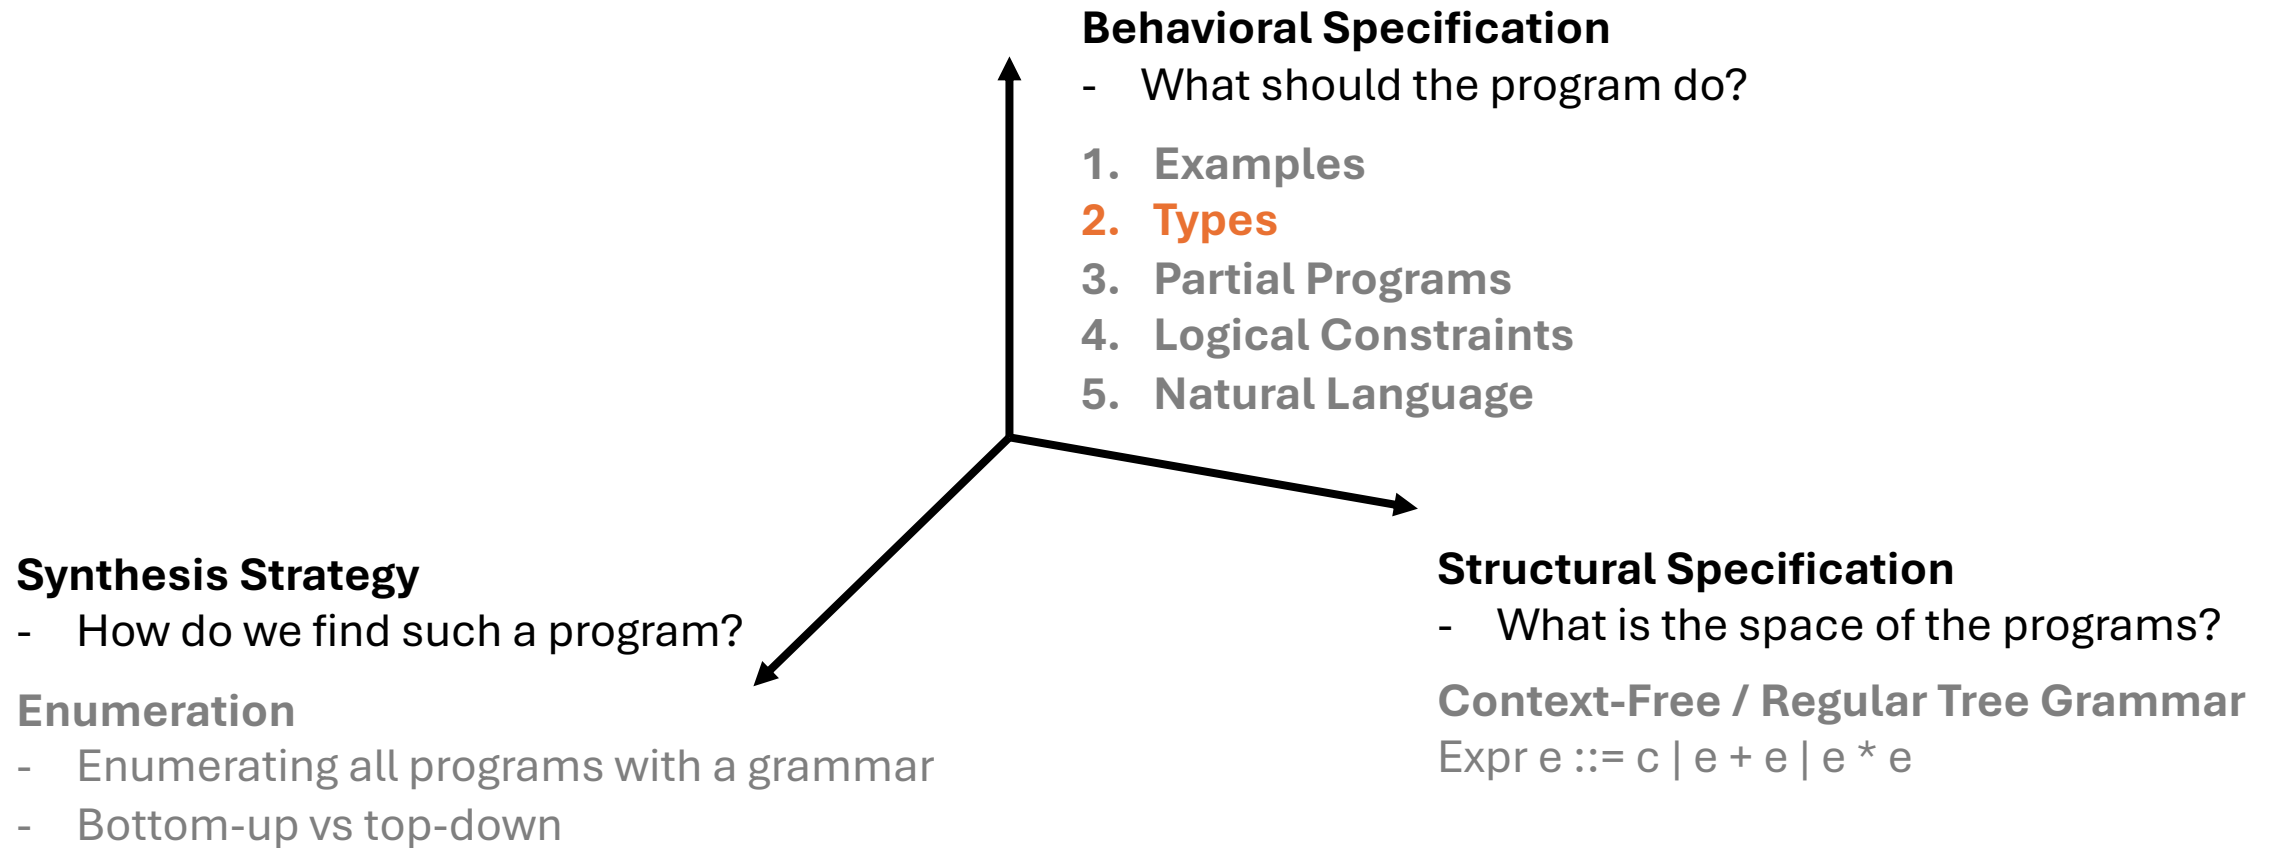 Behavioral Specification
- What should the program do?
1. Examples
2. Types
3. Partial Programs
4. Logical Constraints
5. Natural Language
Synthesis Strategy
- How do we find such a program?
Enumeration
- Enumerating all programs with a grammar
- Bottom-up vs top-down
Structural Specification
- What is the space of the programs?
Context-Free / Regular Tree Grammar
Expr e ::= c | e + e | e * e